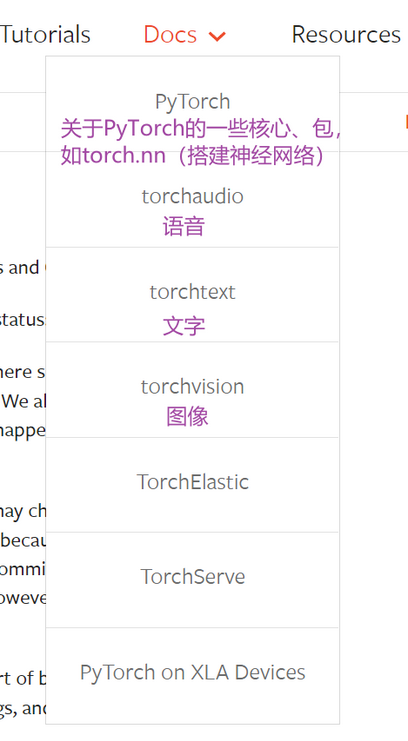 Tutorials Docs Resources
PyTorch
关于PyTorch的一些核心、包，
如torch.nn（搭建神经网络）
torchaudio
语音
s and
torchtext
status
文字
here s
torchvision
We al
图像
happe
TorchElastic
nay ch
becau
ommi
TorchServe
oweve
PyTorch on XLA Devices
rt of b
gs, and